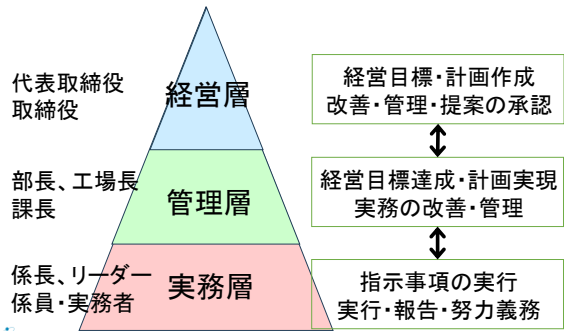 代表取締役
取締役
経営層
経営目標・計画作成
改善・管理・提案の承認
部長、工場長
課長
管理層
経営目標達成・計画実現
実務の改善・管理
係長、リーダー
係員・実務者
実務層
指示事項の実行
実行・報告・努力義務